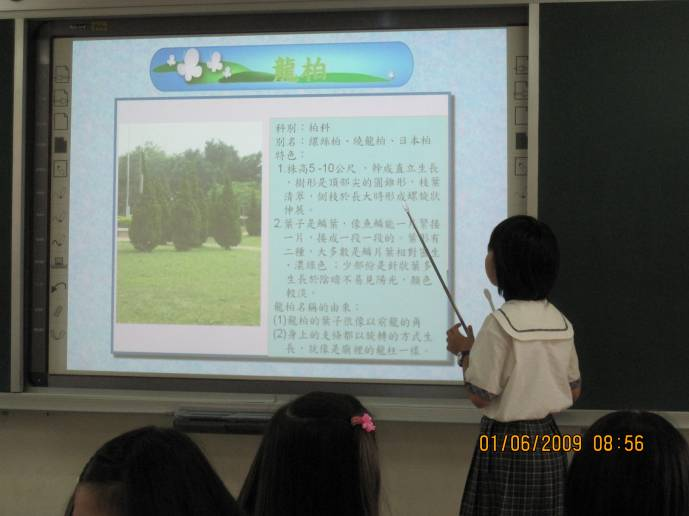 龍柏
科別：柏科
別名：螺絲柏、繞龍柏、日本柏
特色：
1.株高5-10公尺，幹成直立生長
，樹形是頂部尖的圓錐形，枝葉
清翠，側枝於長大時形成螺旋狀
伸展。
2.葉子是鱗葉，像魚鱗能一片緊接
一片，接成一段一段的。葉形有
二種，大多數是鱗片葉相對密生
、濃綠色；少部份是針狀葉多
生長於陰暗不易見陽光，顏色
較淡。
龍柏名稱的由來：
(1)龍柏的葉子很像以前龍的角
(2)身上的支條都以旋轉的方式生
長，就像是廟裡的龍柱一樣。
01/06/2009 08:56